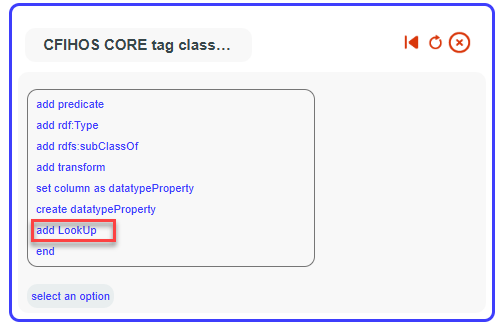 CFIHOS CORE tag class…
add predicate
add rdf:Type
add rdfs:subClassOf
add transform
set column as datatypeProperty
create datatypeProperty
add LookUp
end
select an option